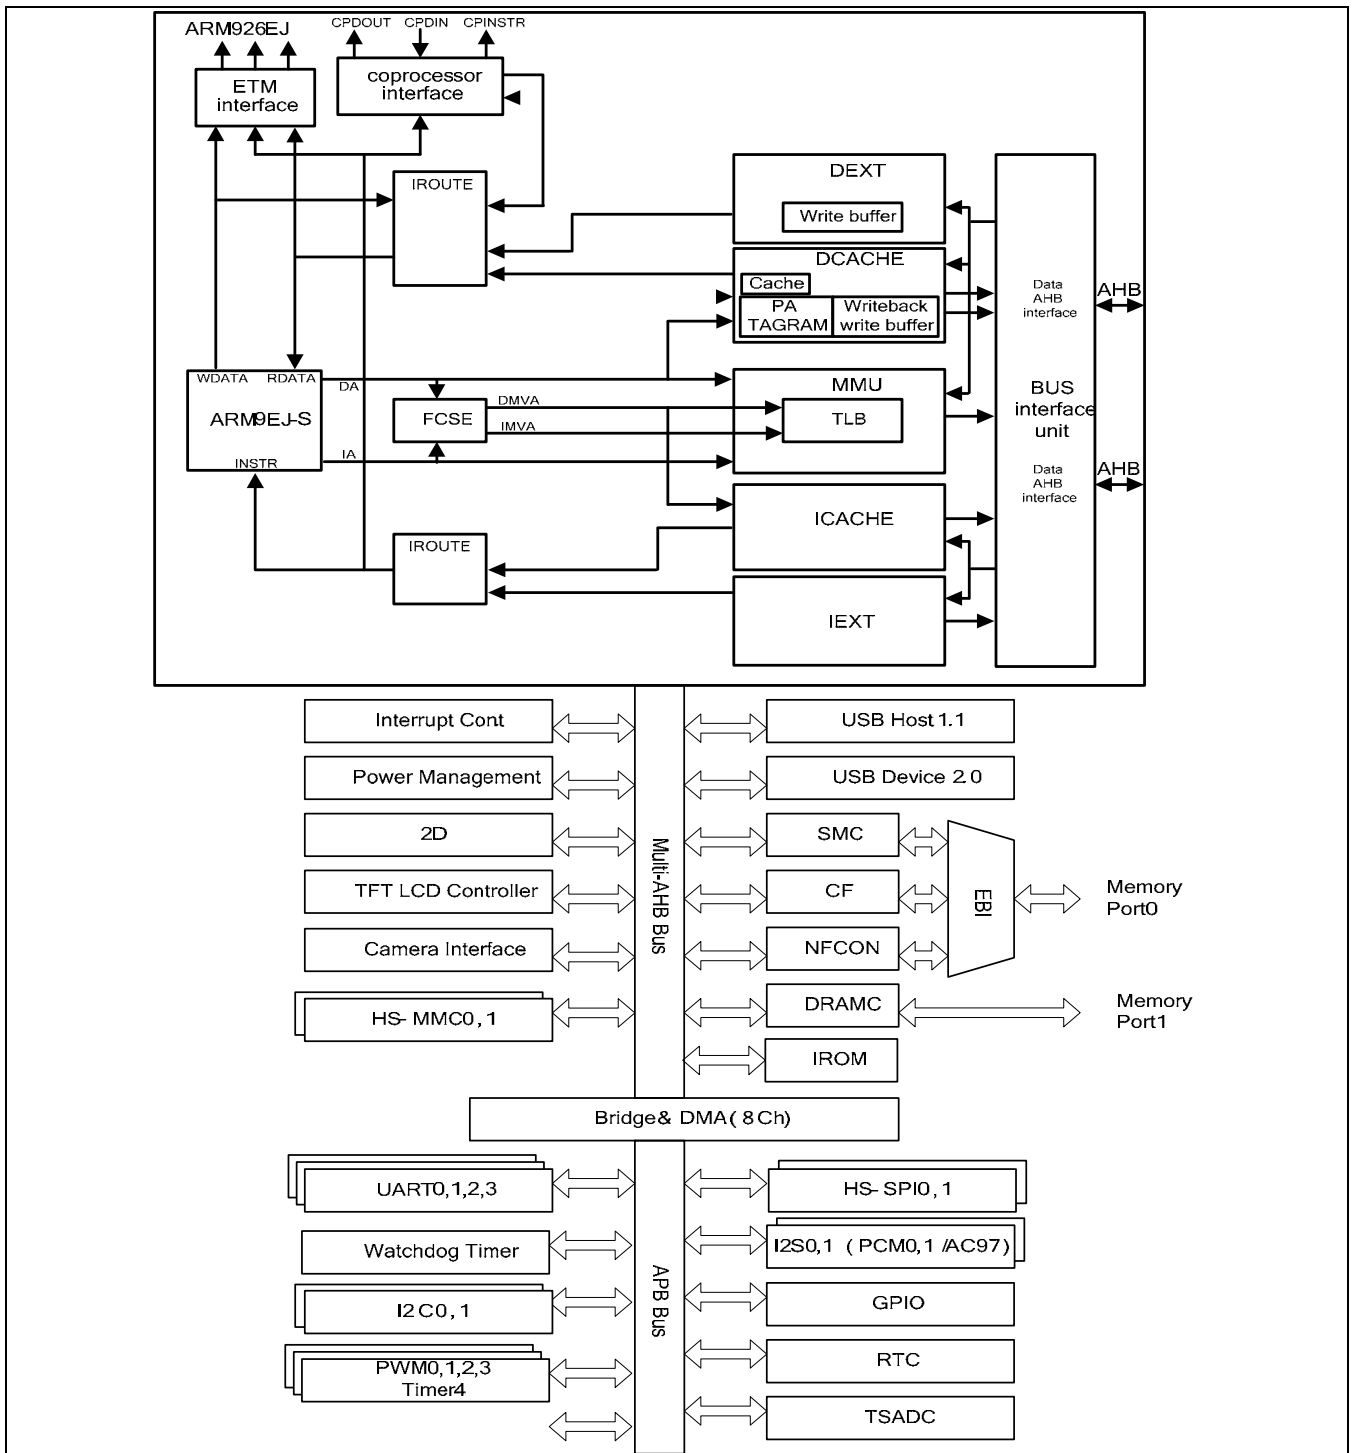 ARM926EJ
CPDOUT CPDIN CPINSTR
ETM
interface
coprocessor
interface
IROUTE
DEXT
Write buffer
DCACHE
Cache
PA
TAGRAM
Writeback
write buffer
Data
AHB
interface
AHB
WDATA RDATA
ARM9EJ-S
INSTR
DA
IA
FCSE
DMVA
IMVA
MMU
TLB
BUS
interface
unit
Data
AHB
interface
AHB
ICACHE
IROUTE
IEXT
Interrupt Cont
USB Host 1.1
Power Management
USB Device 2.0
2D
SMC
TFT LCD Controller
CF
Camera Interface
NFCON
HS-MMC0,1
DRAMC
IROM
Multi-AHB Bus
EBI
Memory
Port0
Memory
Port1
Bridge& DMA( 8Ch)
UART0,1,2,3
HS-SPI0,1
Watchdog Timer
I2S0,1 (PCM0,1 /AC97)
I2C0,1
GPIO
PWM0,1,2,3
Timer4
RTC
TSADC
APB Bus